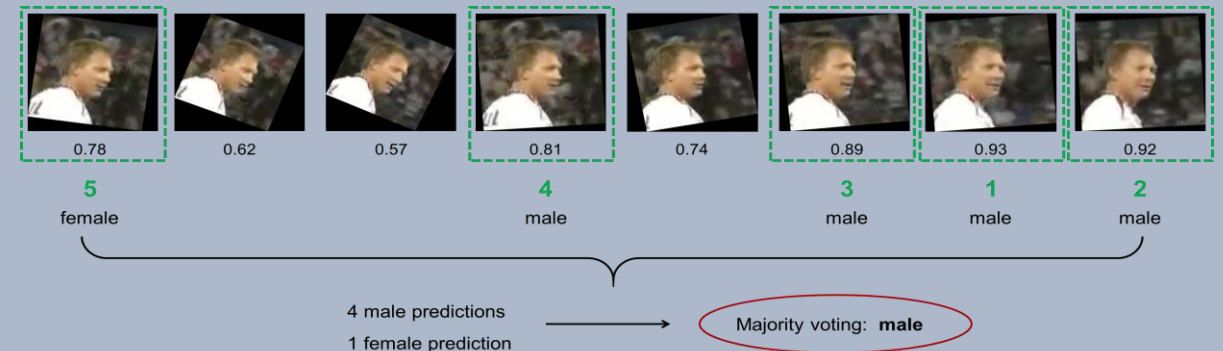 0.78 0.62 0.57 0.81 0.74 0.89 0.93 0.92
5 4 3 1 2
female male male male male
4 male predictions
1 female prediction
Majority voting: male